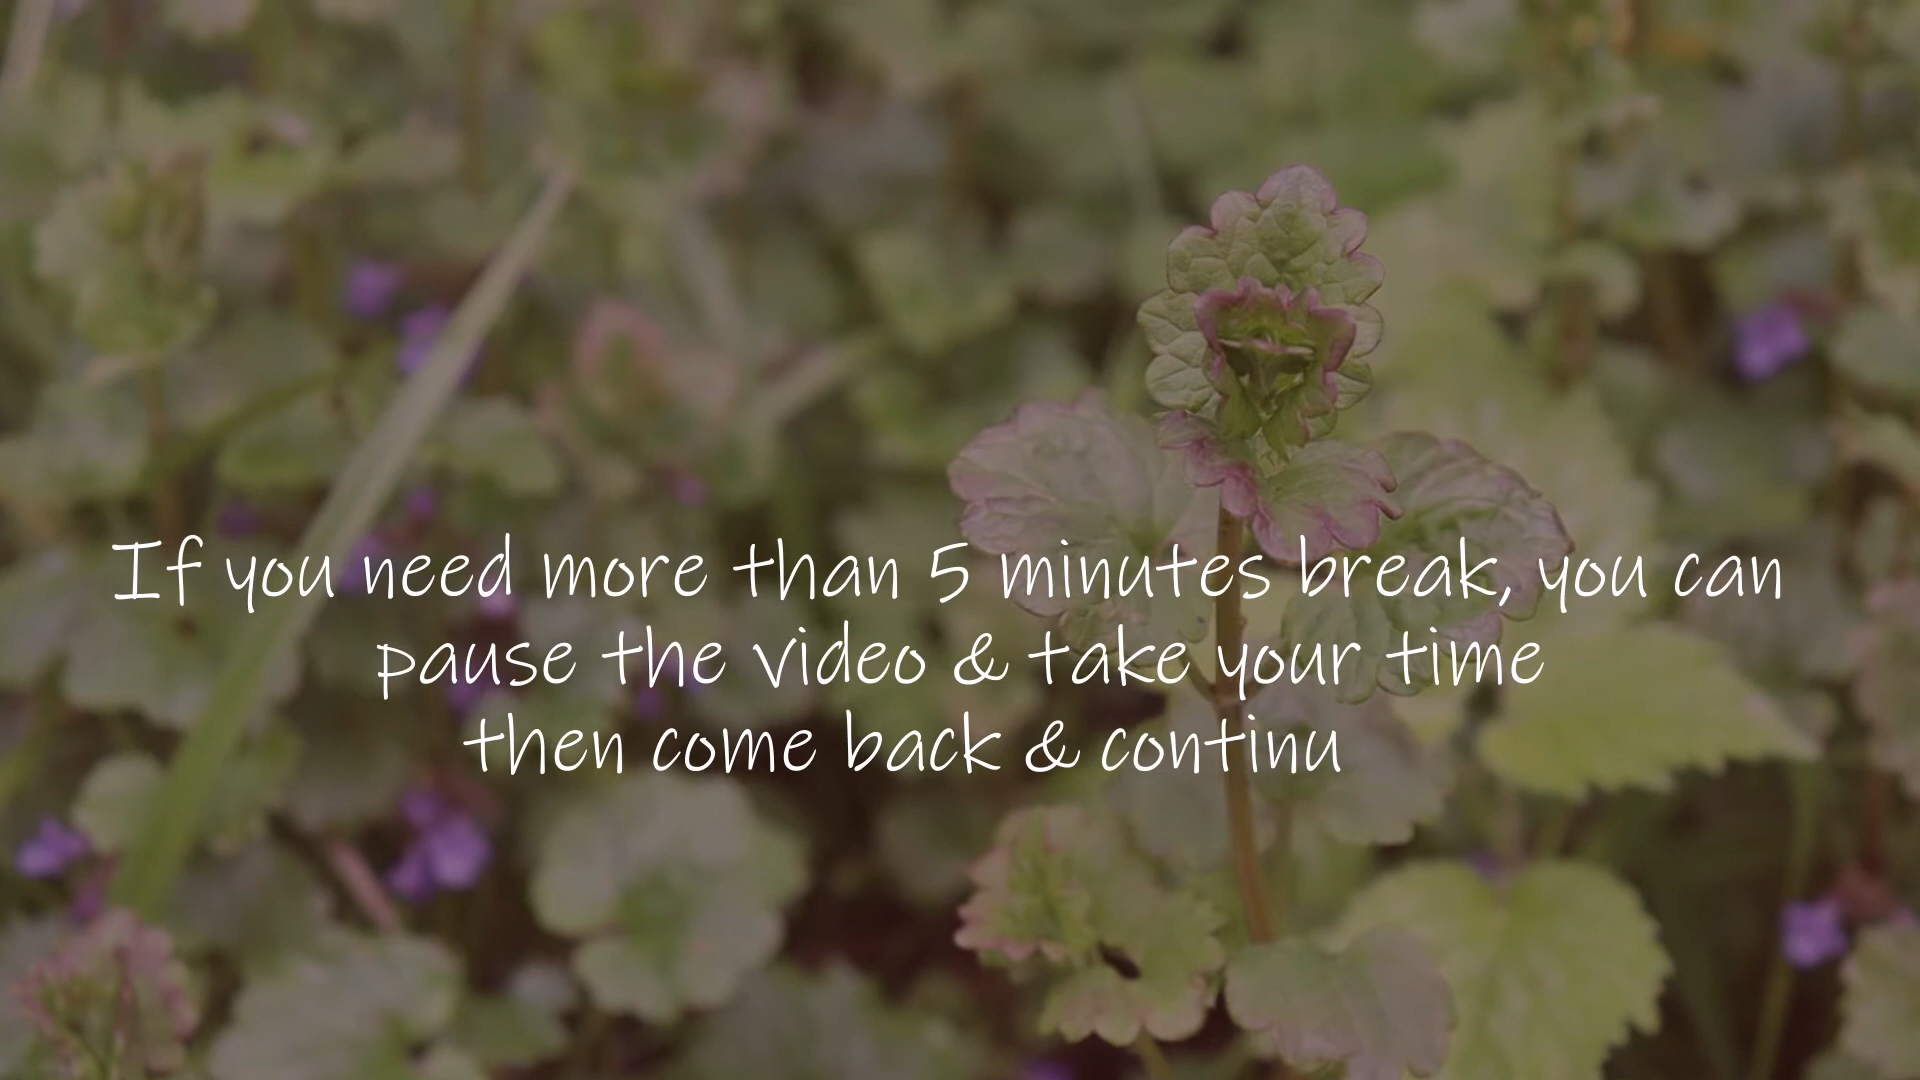 If you need more than 5 minutes break, you can
pause the video & take your time
then come back & continu